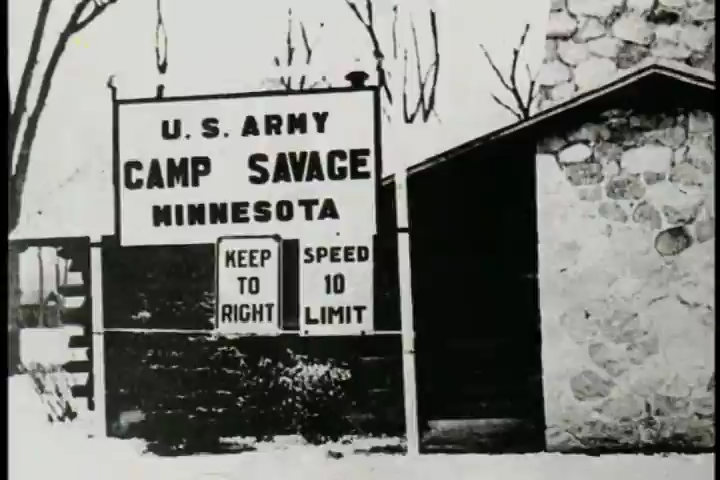 U.S. ARMY
CAMP SAVAGE
MINNESOTA
KEEP
TO
RIGHT
SPEED
10
LIMIT